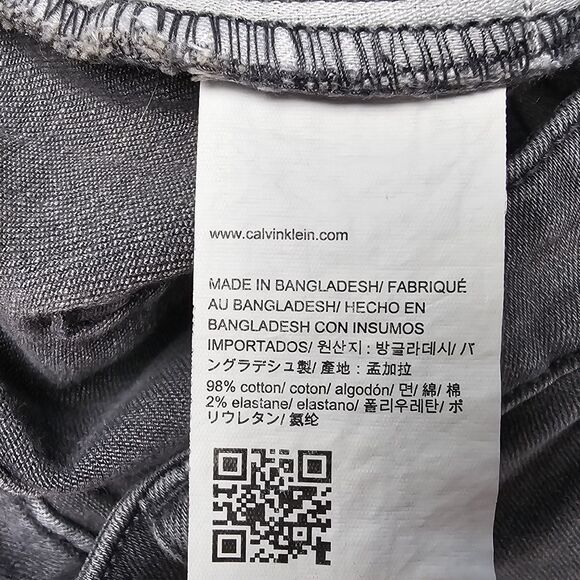 www.calvinklein.com
MADE IN BANGLADESH/ FABRIQUÉ
AU BANGLADESH/ HECHO EN
BANGLADESH CON INSUMOS
IMPORTADOS/ 원산지 : 방글라데시/ バ
ングラデシュ製/ 產地 : 孟加拉
98% cotton/ coton/ algodón/ 면/ 綿/ 棉
2% elastane/ elastano/ 폴리우레탄/ ポ
リウレタン/ 氨纶